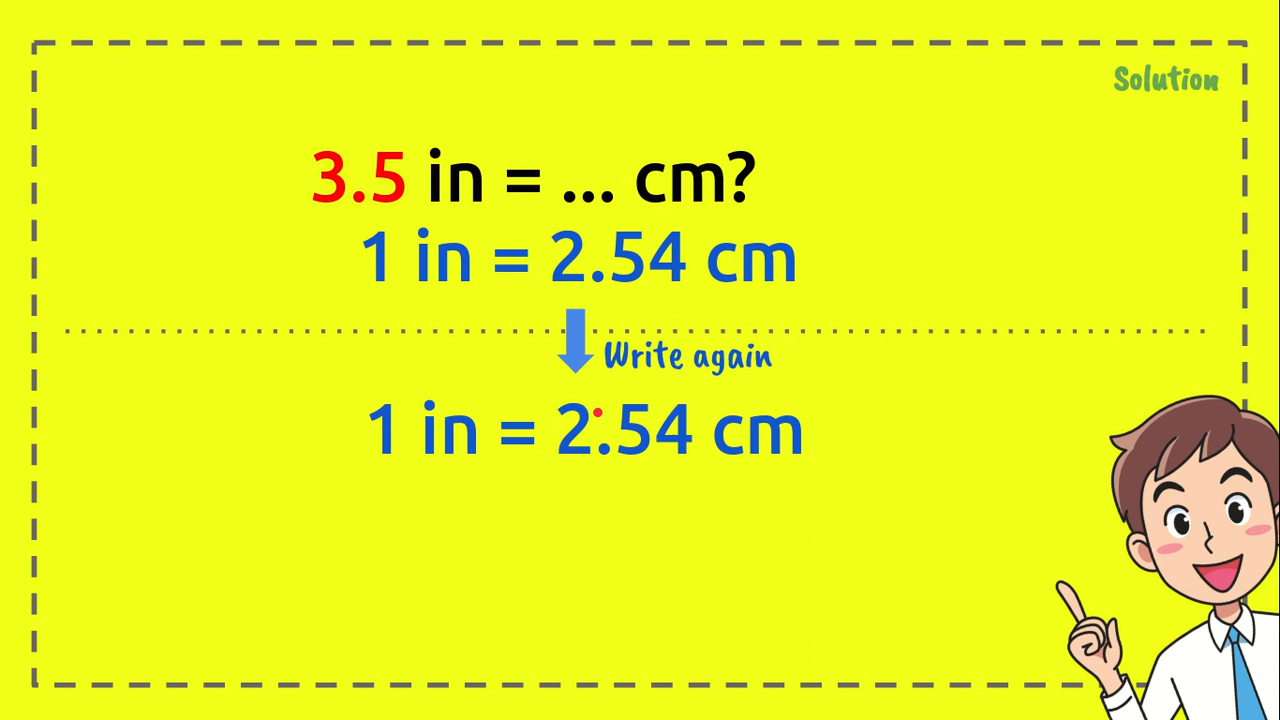 Solution
3.5 in = ... cm?
1 in = 2.54 cm
Write again
1 in = 2.54 cm